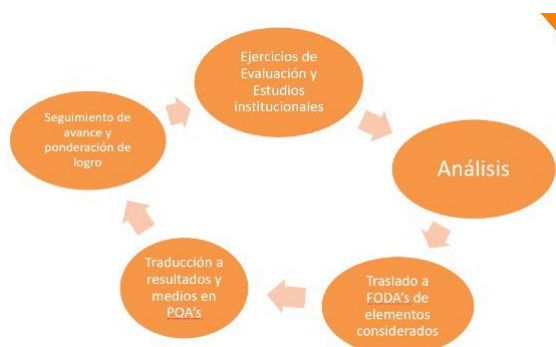 Ejercicios de
Evaluación y
Estudios
institucionales
Análisis
Traslado a
FODA's de
elementos
considerados
Traducción a
resultados y
medios en
POA's
Seguimiento de
avance y
ponderación de
logro